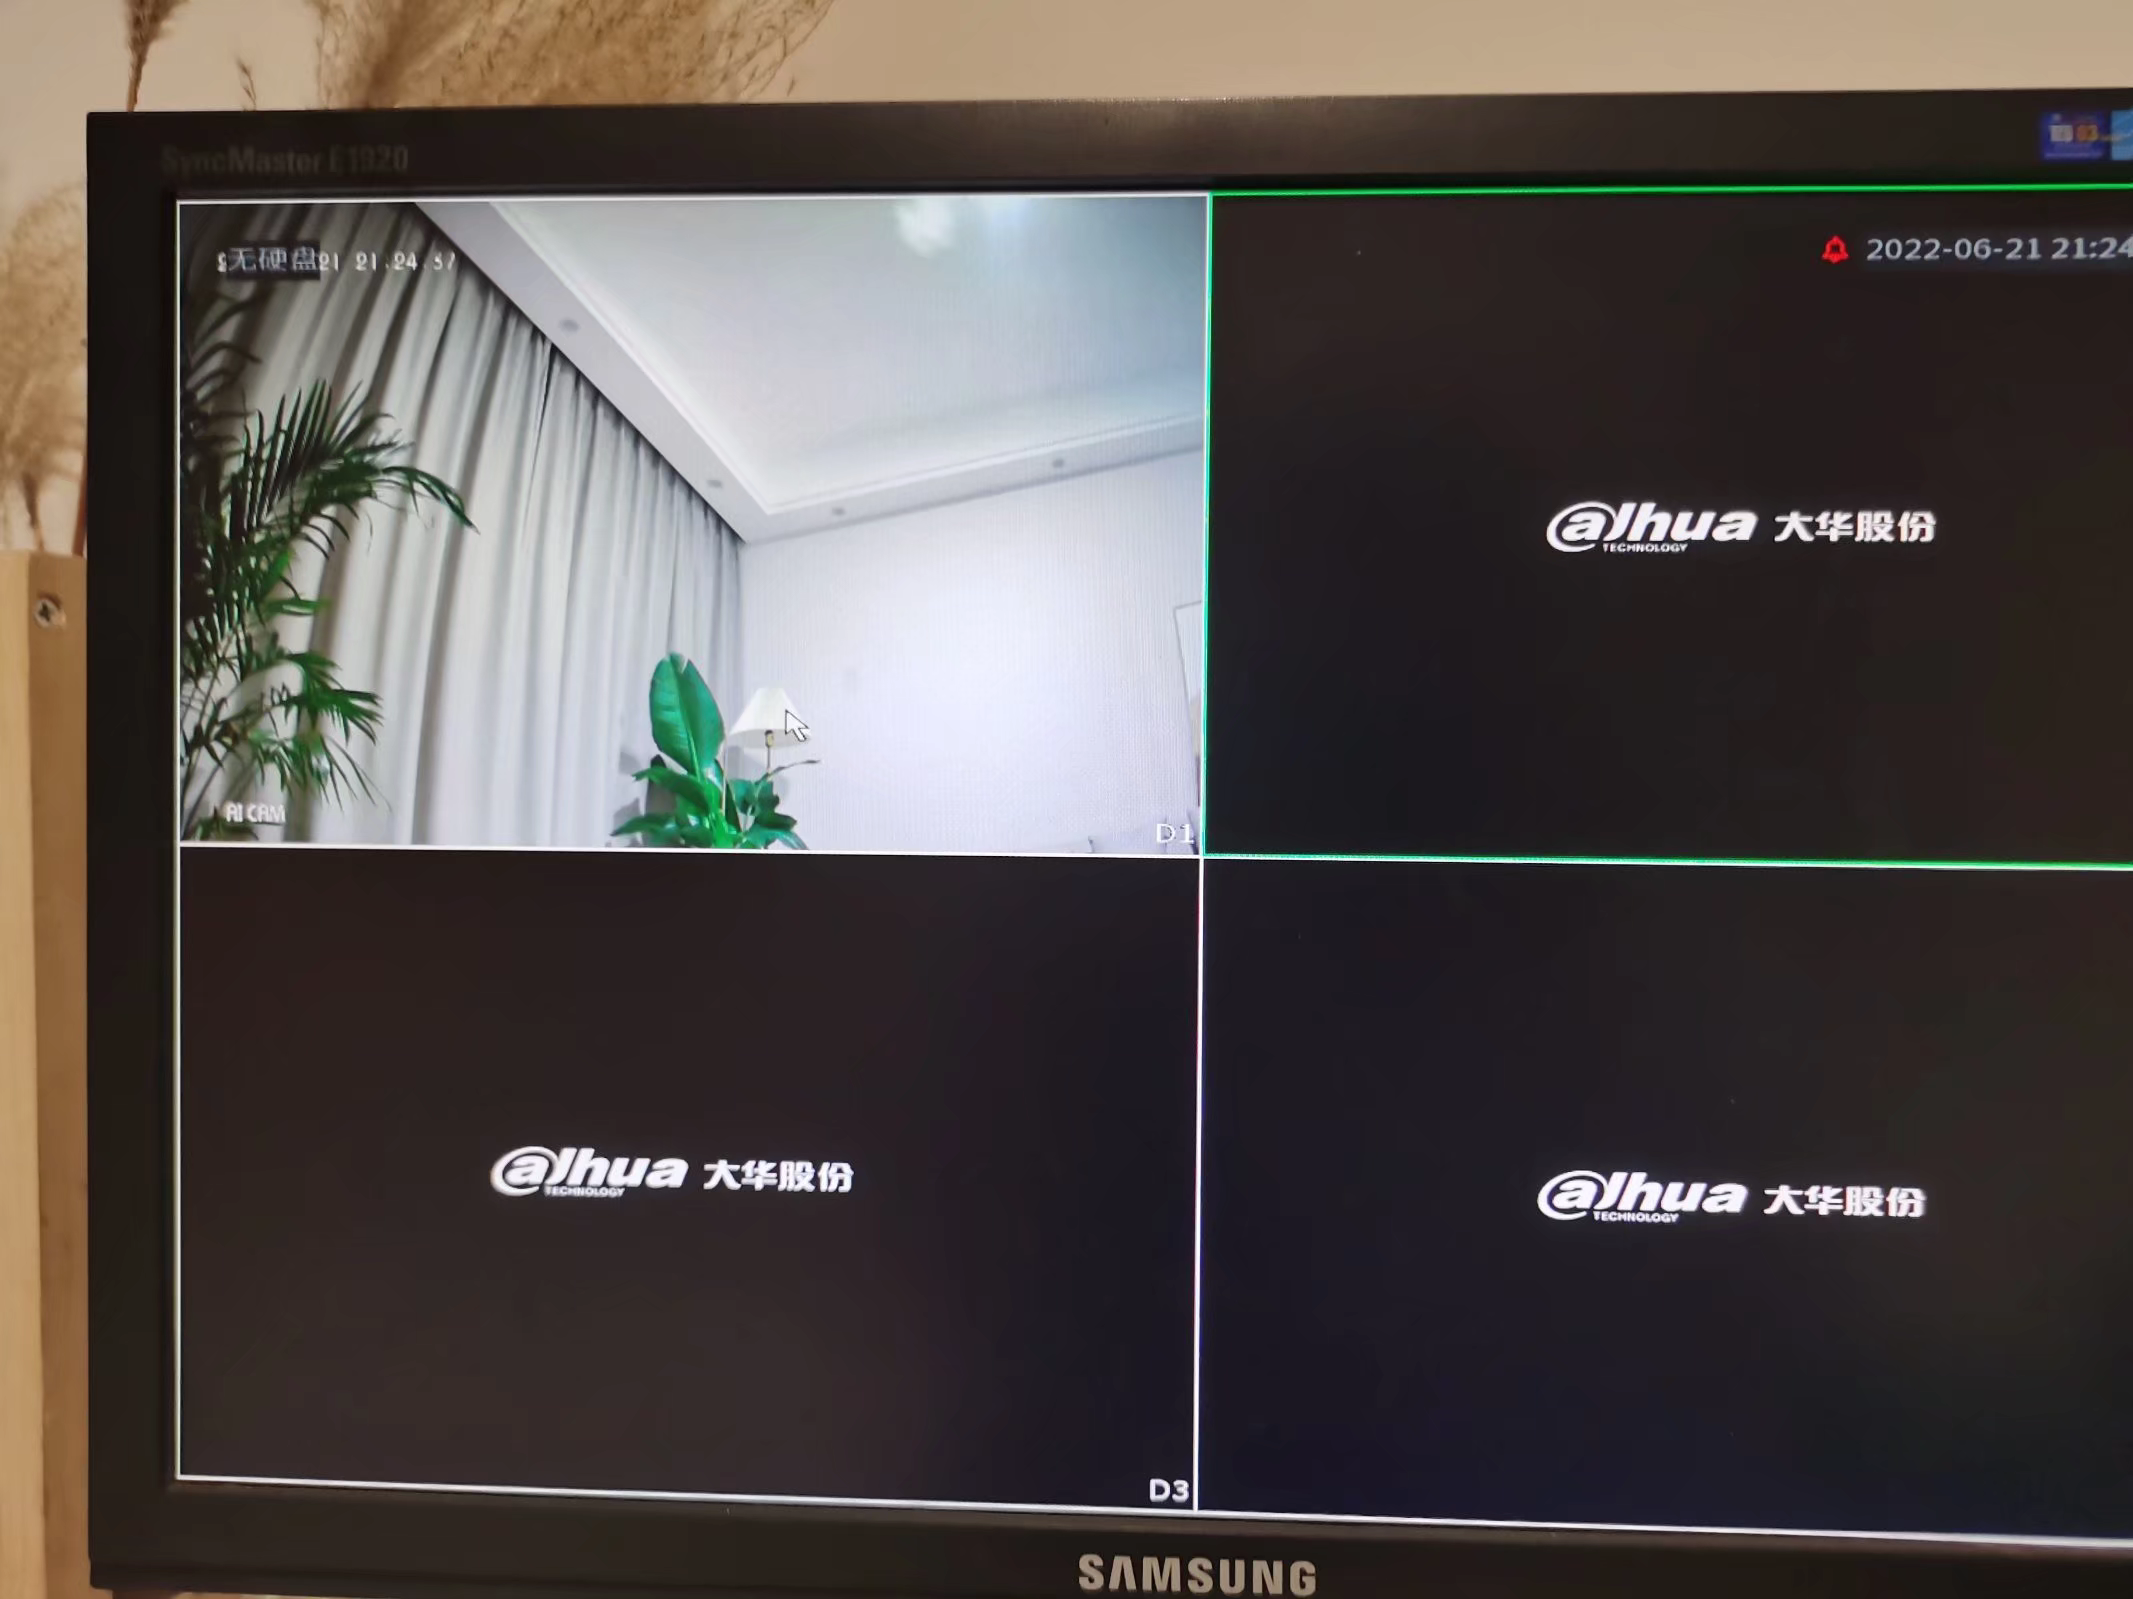 SyncMaster E1920
无硬盘21 21:24:57
2022-06-21 21:24
alhua TECHNOLOGY 大华股份
AI CAM
D1
alhua TECHNOLOGY 大华股份
alhua TECHNOLOGY 大华股份
D3
SAMSUNG